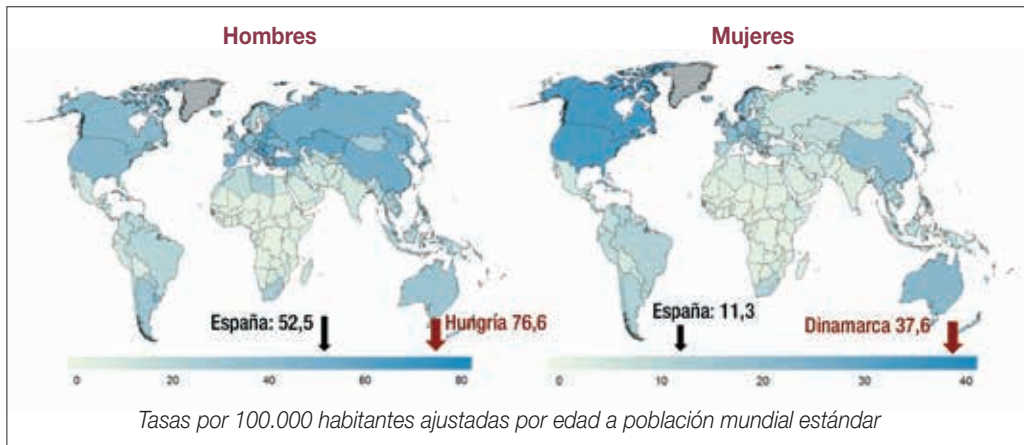 Hombres
Mujeres
España: 52,5
Hungría 76,6
España: 11,3
Dinamarca 37,6
0 20 40 60 80
0 10 20 30 40
Tasas por 100.000 habitantes ajustadas por edad a población mundial estándar